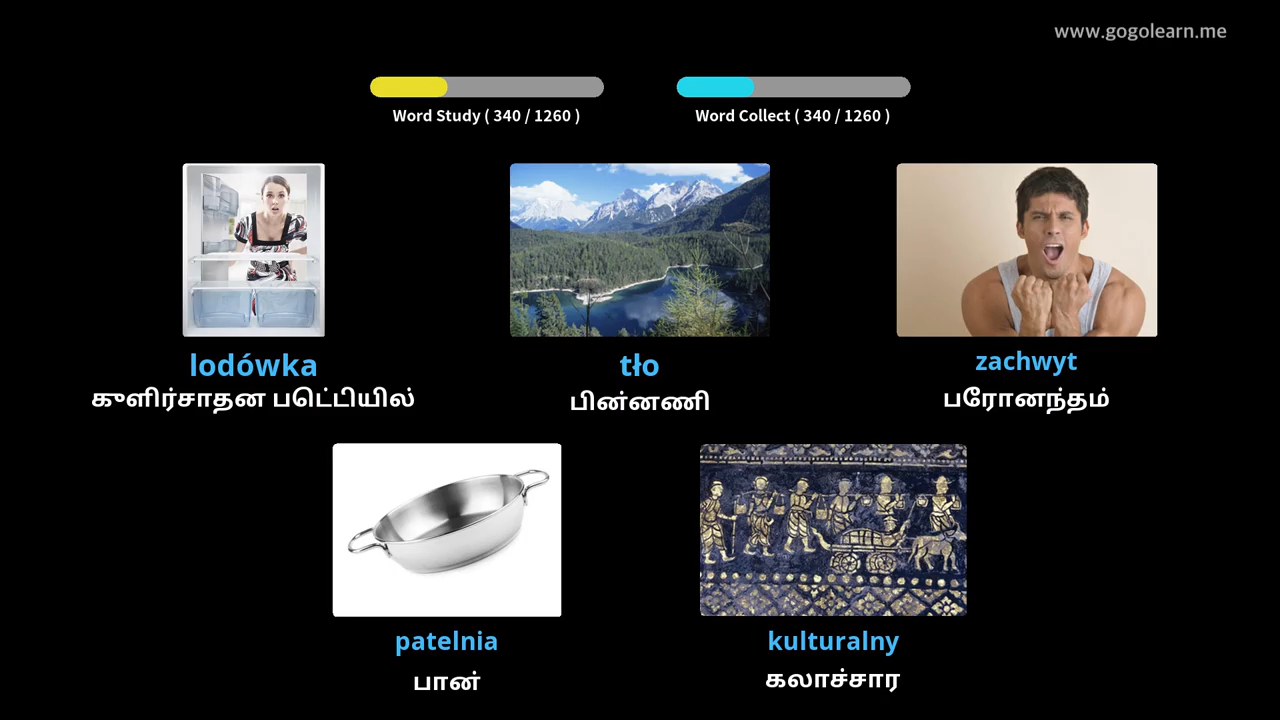 www.gogolearn.me
Word Study ( 340 / 1260 )
Word Collect ( 340 / 1260 )
lodówka
குளிர்சாதன பெட்டியில்
tło
பின்னணி
zachwyt
பரோனந்தம்
patelnia
பான்
kulturalny
கலாச்சார